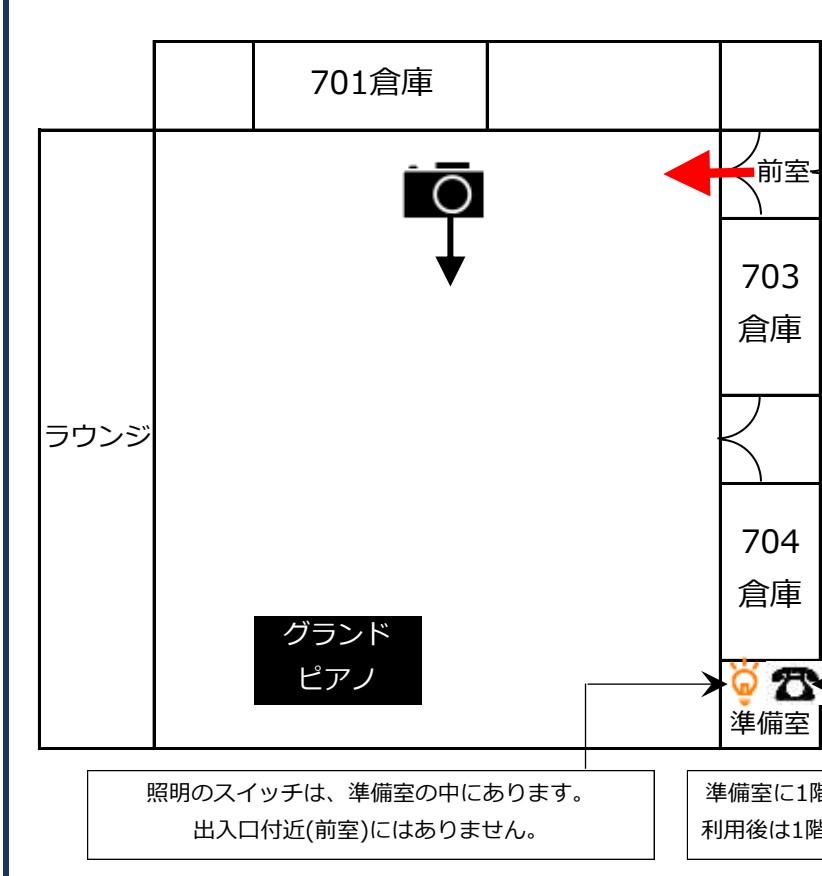 701倉庫
前室
703
倉庫
ラウンジ
704
倉庫
グランド
ピアノ
準備室
照明のスイッチは、準備室の中にあります。
出入口付近(前室)にはありません。
準備室に1階
利用後は1階